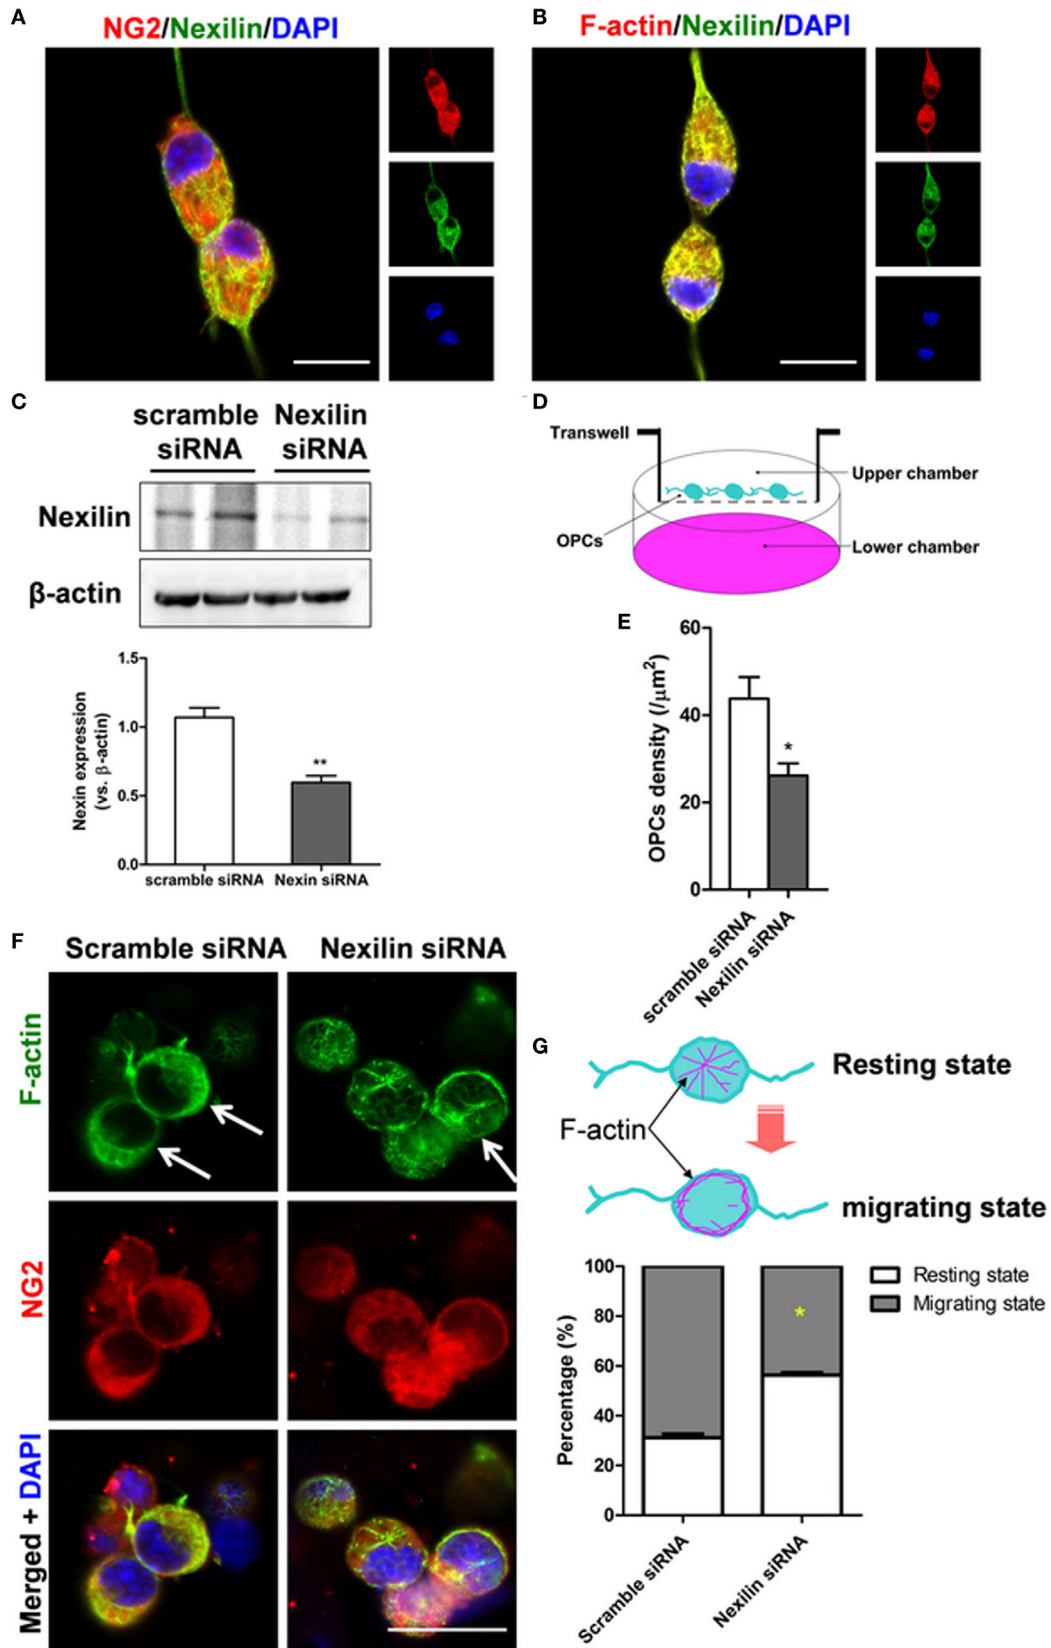 A
NG2/Nexilin/DAPI
B
F-actin/Nexilin/DAPI
C
scramble siRNA
Nexilin siRNA
Nexilin
β-actin
1.5
1.0
0.5
0.0
Nexin expression
(vs. β-actin)
**
scramble siRNA
Nexin siRNA
D
Transwell
Upper chamber
OPCs
Lower chamber
E
60
40
20
0
OPCs density (/μm²)
*
scramble siRNA
Nexilin siRNA
F
Scramble siRNA
Nexilin siRNA
F-actin
NG2
Merged + DAPI
G
Resting state
F-actin
migrating state
100
80
60
40
20
0
Percentage (%)
*
Resting state
Migrating state
Scramble siRNA
Nexilin siRNA